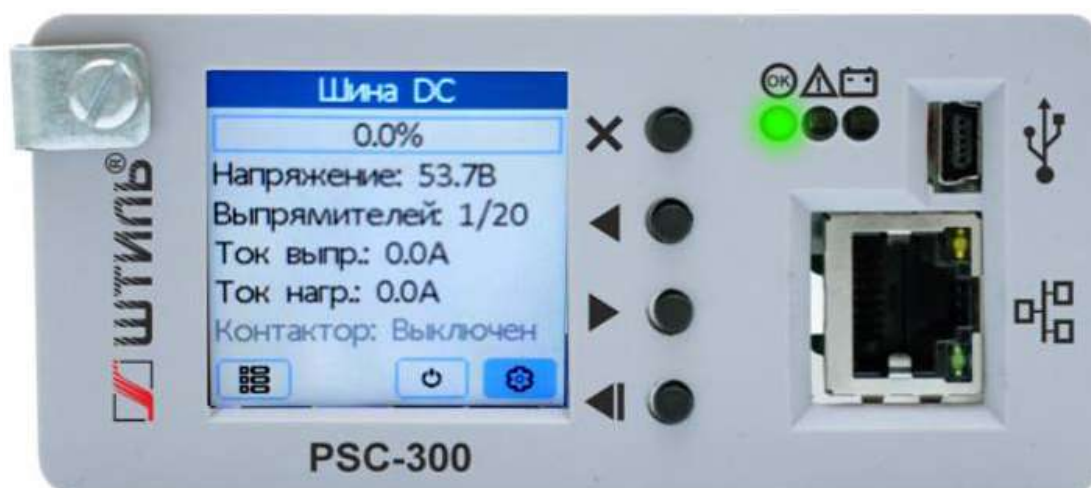 Шина DC
0.0%
Напряжение: 53.7В
Выпрямителей: 1/20
Ток выпр.: 0.0А
Ток нагр.: 0.0А
Контактор: Выключен
OK
ШТИЛЬ®
PSC-300